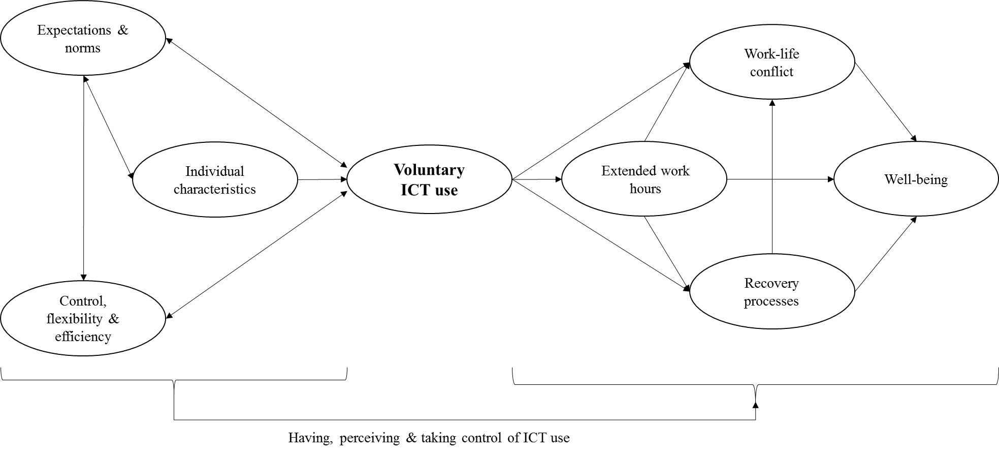 Expectations &
norms
Work-life
conflict
Individual
characteristics
Voluntary
ICT use
Extended work
hours
Well-being
Control,
flexibility &
efficiency
Recovery
processes
Having, perceiving & taking control of ICT use